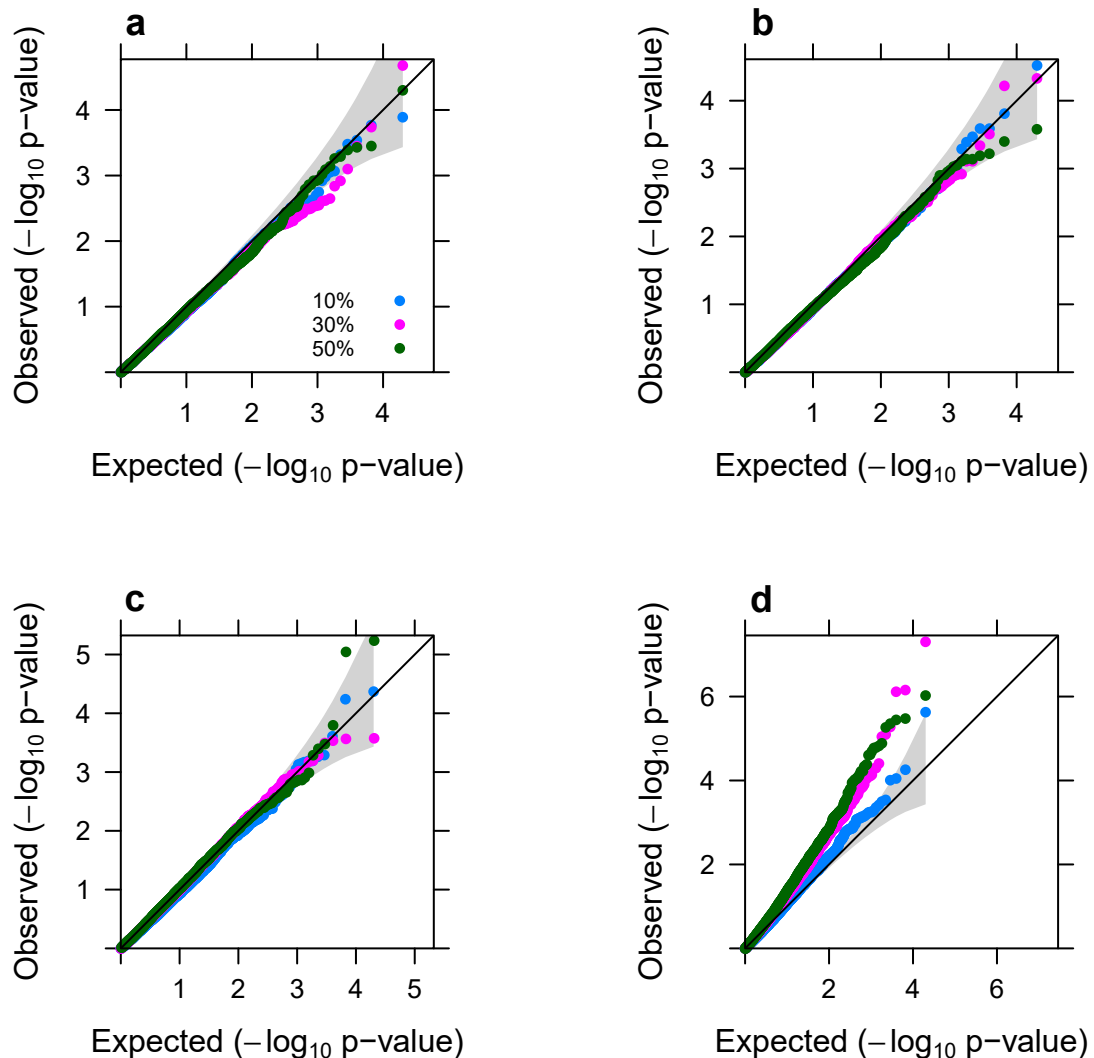 a
Observed (−log10 p−value)
4
3
2
1
10%
30%
50%
1 2 3 4
Expected (−log10 p−value)
b
Observed (−log10 p−value)
4
3
2
1
1 2 3 4
Expected (−log10 p−value)
c
Observed (−log10 p−value)
5
4
3
2
1
1 2 3 4 5
Expected (−log10 p−value)
d
Observed (−log10 p−value)
6
4
2
2 4 6
Expected (−log10 p−value)